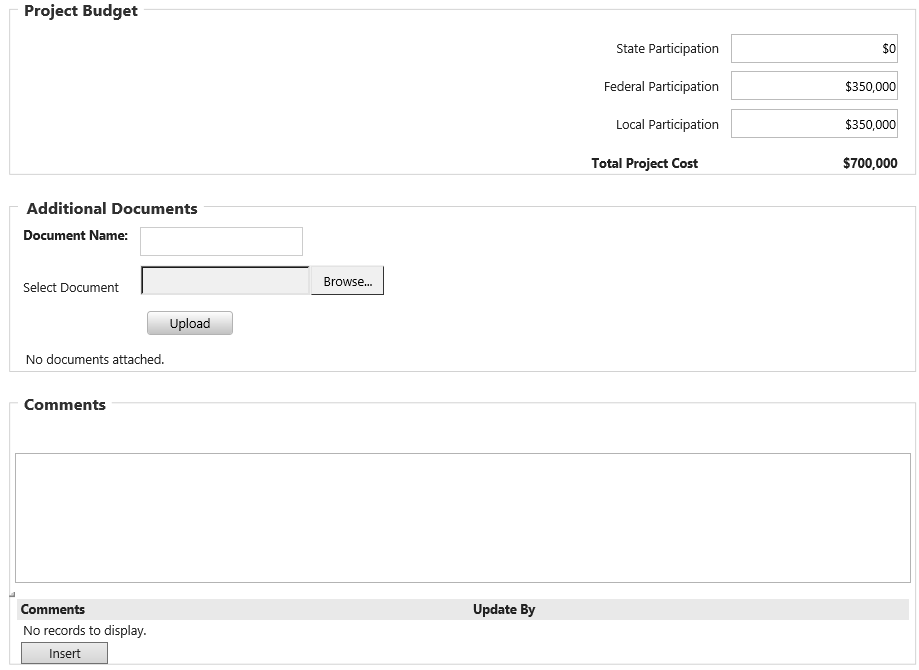 Project Budget
State Participation $0
Federal Participation $350,000
Local Participation $350,000
Total Project Cost $700,000
Additional Documents
Document Name:
Select Document Browse...
Upload
No documents attached.
Comments
Comments Update By
No records to display.
Insert